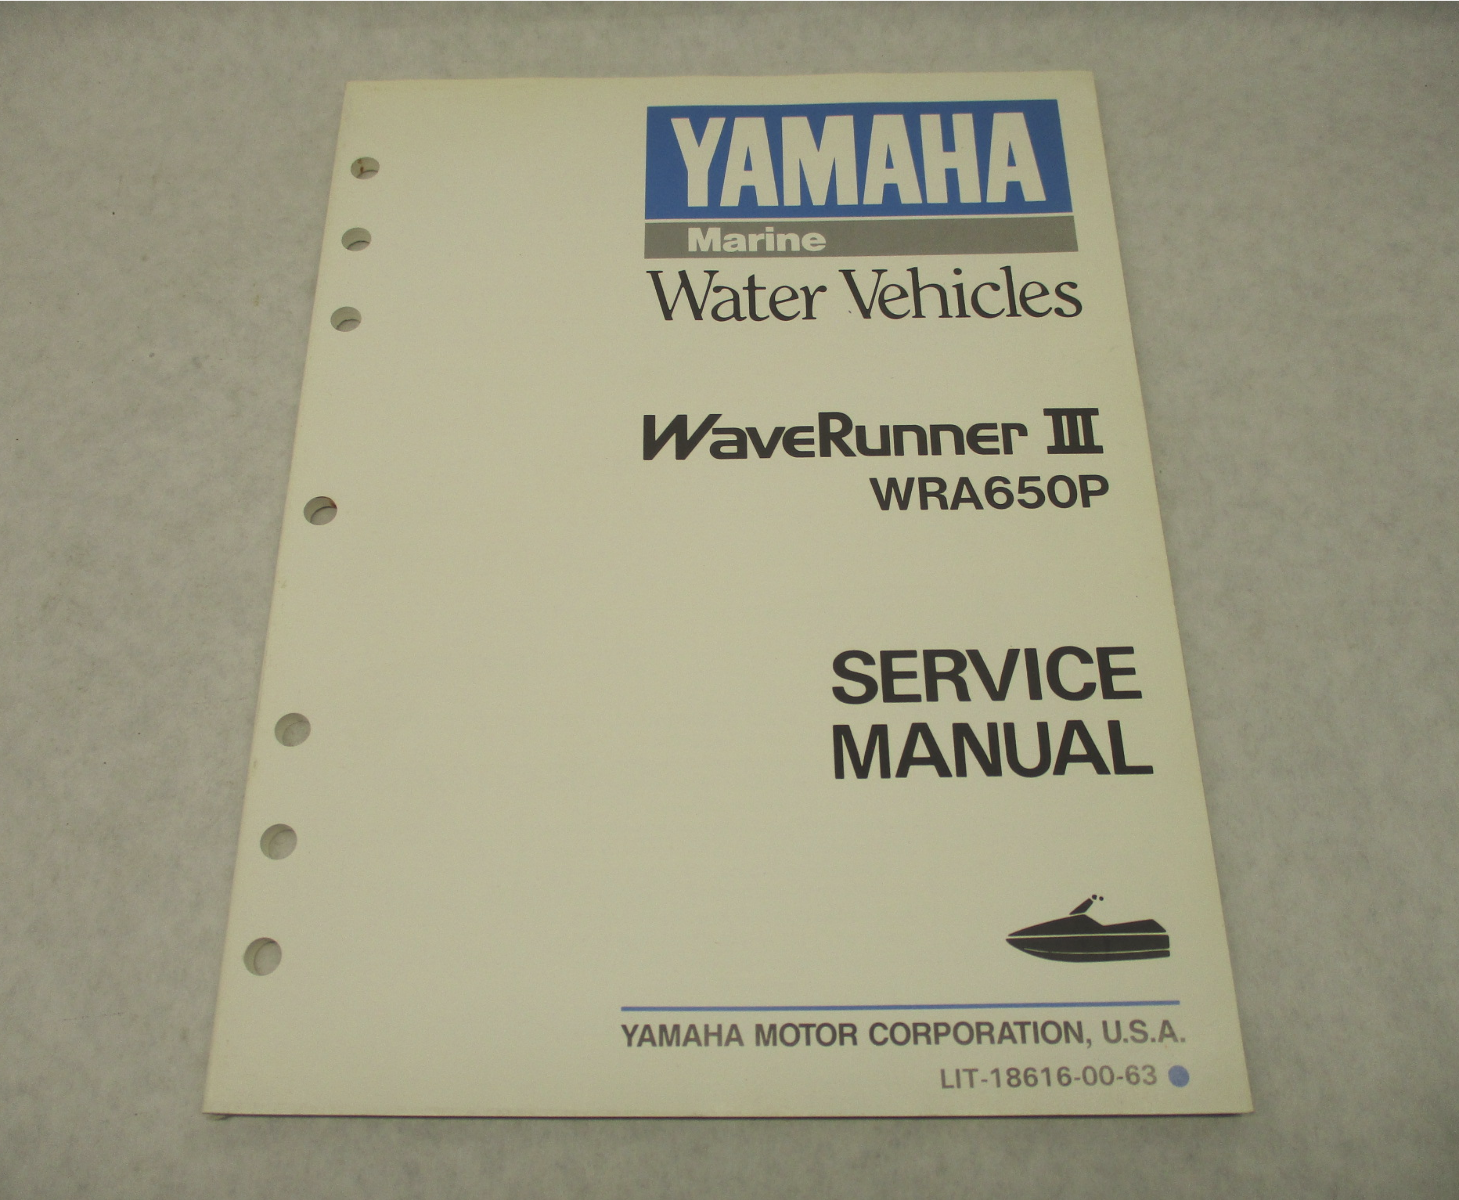 YAMAHA
Marine
Water Vehicles
WaveRunner III
WRA650P
SERVICE
MANUAL
YAMAHA MOTOR CORPORATION, U.S.A.
LIT-18616-00-63